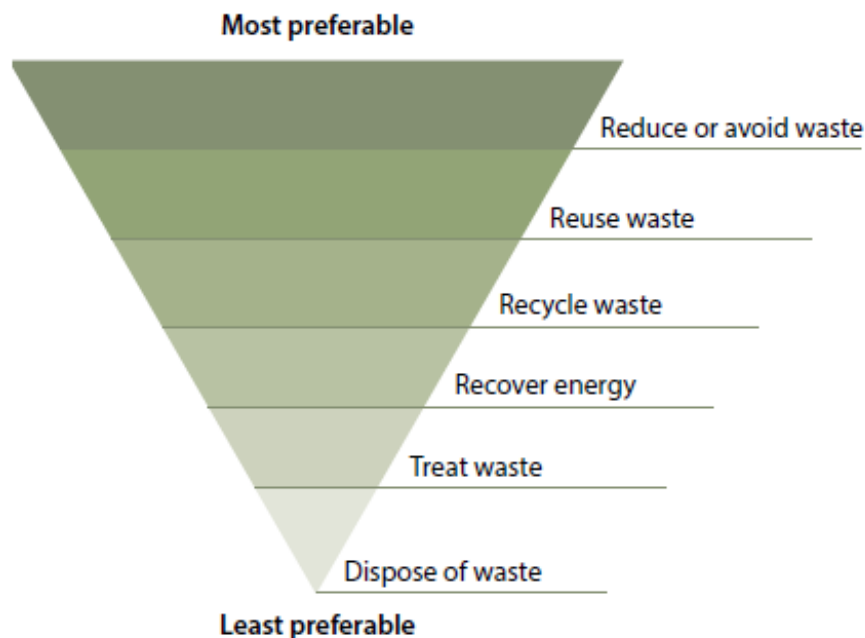 Most preferable
Reduce or avoid waste
Reuse waste
Recycle waste
Recover energy
Treat waste
Dispose of waste
Least preferable